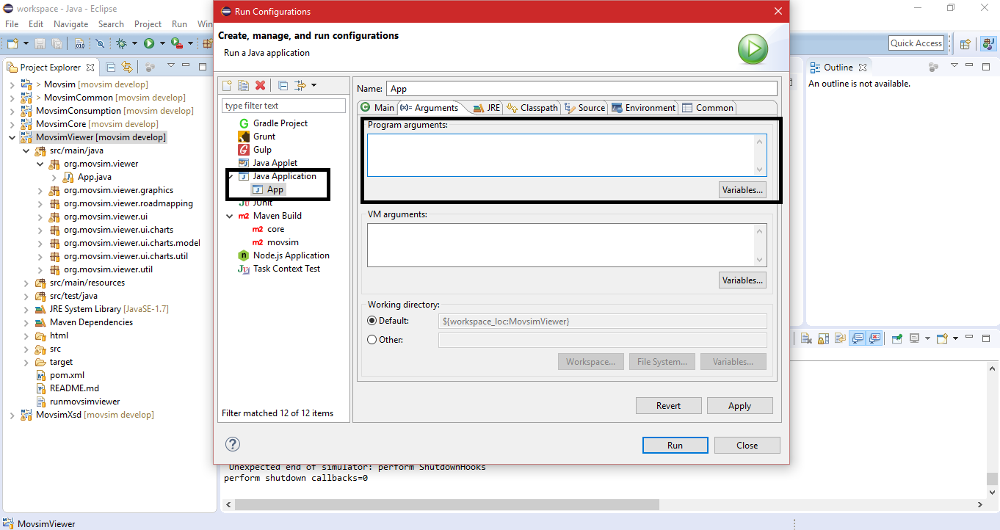 workspace - Java - Eclipse
File Edit Navigate Search Project Run Win
Quick Access
Project Explorer
> Movsim [movsim develop]
> MovsimCommon [movsim develop]
MovsimConsumption [movsim develop]
MovsimCore [movsim develop]
MovsimViewer [movsim develop]
src/main/java
org.movsim.viewer
App.java
org.movsim.viewer.graphics
org.movsim.viewer.roadmapping
org.movsim.viewer.ui
org.movsim.viewer.ui.charts
org.movsim.viewer.ui.charts.model
org.movsim.viewer.ui.charts.util
org.movsim.viewer.util
src/main/resources
src/test/java
JRE System Library [JavaSE-1.7]
Maven Dependencies
html
src
target
pom.xml
README.md
runmovsimviewer
MovsimXsd [movsim develop]
Run Configurations
Create, manage, and run configurations
Run a Java application
type filter text
Gradle Project
Grunt
Gulp
Java Applet
Java Application
App
JUnit
Maven Build
m2 core
m2 movsim
Node.js Application
Task Context Test
Filter matched 12 of 12 items
Name: App
Main (x)= Arguments JRE Classpath Source Environment Common
Program arguments:
Variables...
VM arguments:
Variables...
Working directory:
Default: ${workspace_loc:MovsimViewer}
Other:
Workspace... File System... Variables...
Revert Apply
Run Close
Outline
An outline is not available.
Unexpected end of simulator: perform ShutdownHooks
perform shutdown callbacks=0
MovsimViewer